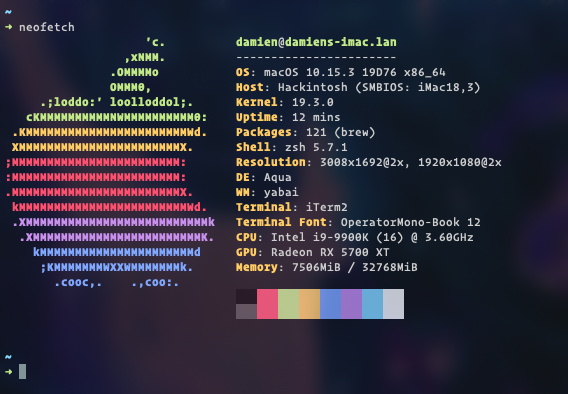 ~
➜ neofetch
'c.
,xNMM.
.OMMMMo
OMMM0,
.;loddo:' loolloddol;.
cKMMMMMMMMMMNWMMMMMMMMMM0:
.KMMMMMMMMMMMMMMMMMMMMMMMWd.
XMMMMMMMMMMMMMMMMMMMMMMMX.
;MMMMMMMMMMMMMMMMMMMMMMMM:
:MMMMMMMMMMMMMMMMMMMMMMMM:
.MMMMMMMMMMMMMMMMMMMMMMMMX.
kMMMMMMMMMMMMMMMMMMMMMMMMWd.
.XMMMMMMMMMMMMMMMMMMMMMMMMMMk
.XMMMMMMMMMMMMMMMMMMMMMMMMK.
kMMMMMMMMMMMMMMMMMMMMMMd
;KMMMMMMMWXXWMMMMMMMk.
.cooc,. .,coo:.
damien@damiens-imac.lan
-----------------------
OS: macOS 10.15.3 19D76 x86_64
Host: Hackintosh (SMBIOS: iMac18,3)
Kernel: 19.3.0
Uptime: 12 mins
Packages: 121 (brew)
Shell: zsh 5.7.1
Resolution: 3008x1692@2x, 1920x1080@2x
DE: Aqua
WM: yabai
Terminal: iTerm2
Terminal Font: OperatorMono-Book 12
CPU: Intel i9-9900K (16) @ 3.60GHz
GPU: Radeon RX 5700 XT
Memory: 7506MiB / 32768MiB
~
➜